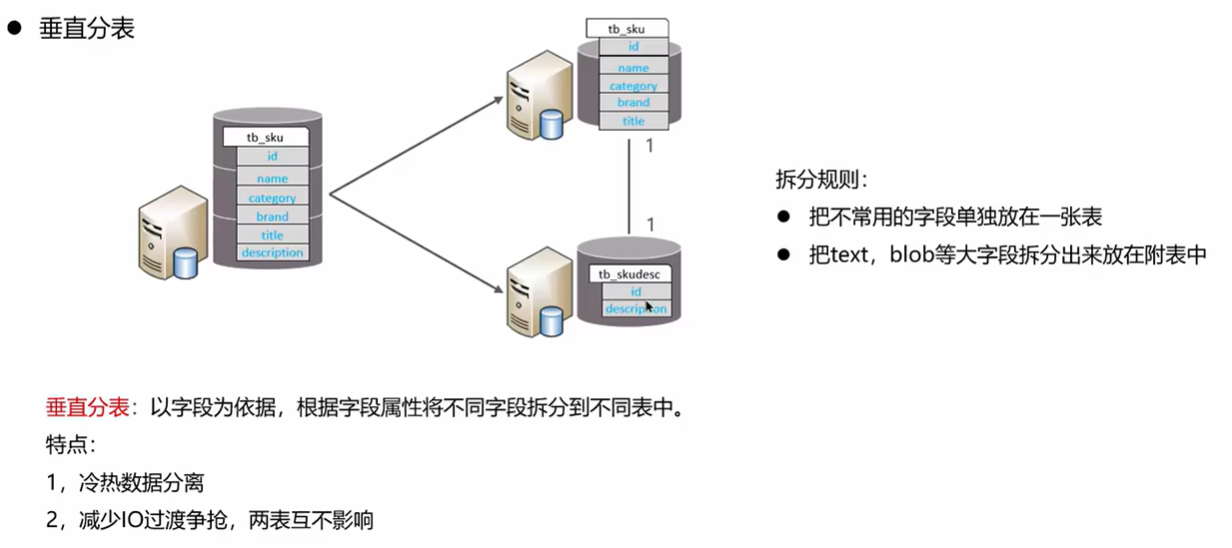 ● 垂直分表
tb_sku
id
name
category
brand
title
description
tb_sku
id
name
category
brand
title
1
1
tb_skudesc
id
description
拆分规则：
● 把不常用的字段单独放在一张表
● 把text，blob等大字段拆分出来放在附表中
垂直分表：以字段为依据，根据字段属性将不同字段拆分到不同表中。
特点：
1，冷热数据分离
2，减少IO过渡争抢，两表互不影响